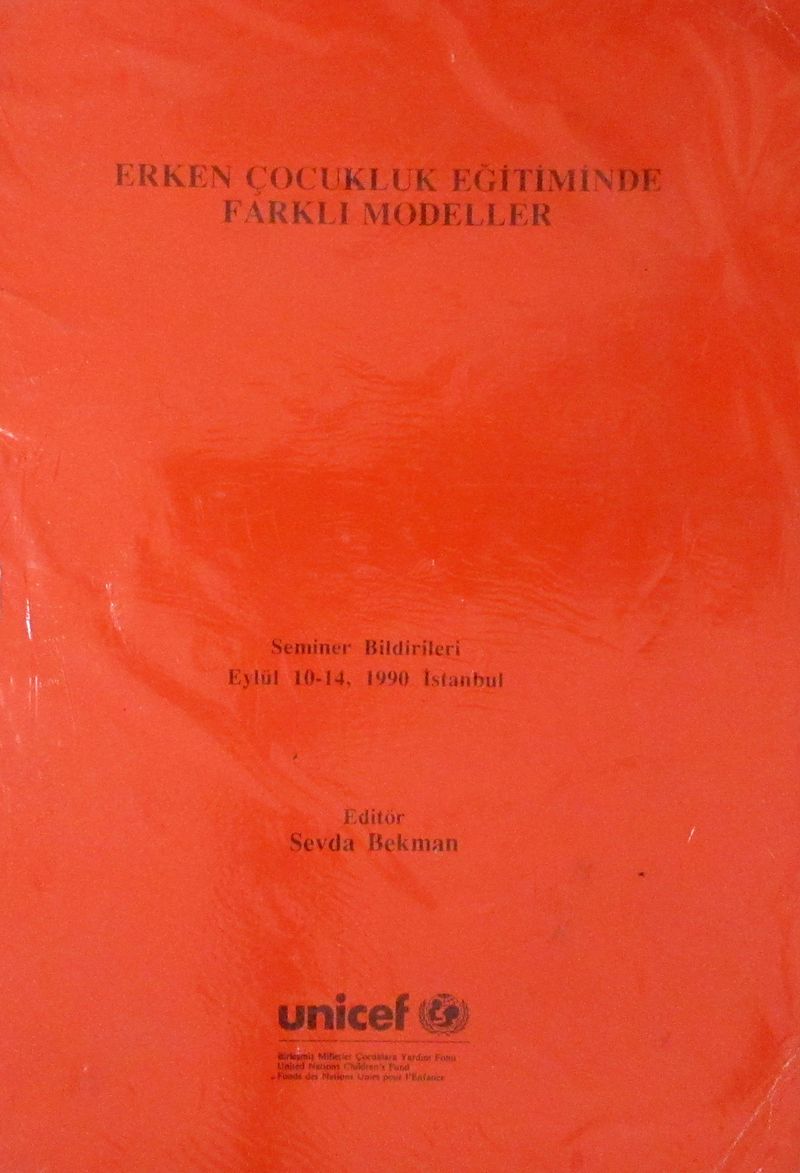 ERKEN ÇOCUKLUK EĞİTİMİNDE
FARKLI MODELLER
Seminer Bildirileri
Eylül 10-14, 1990 İstanbul
Editör
Sevda Bekman
unicef
Birleşmiş Milletler Çocuklara Yardım Fonu
United Nations Children's Fund
Fonds des Nations Unies pour l'Enfance